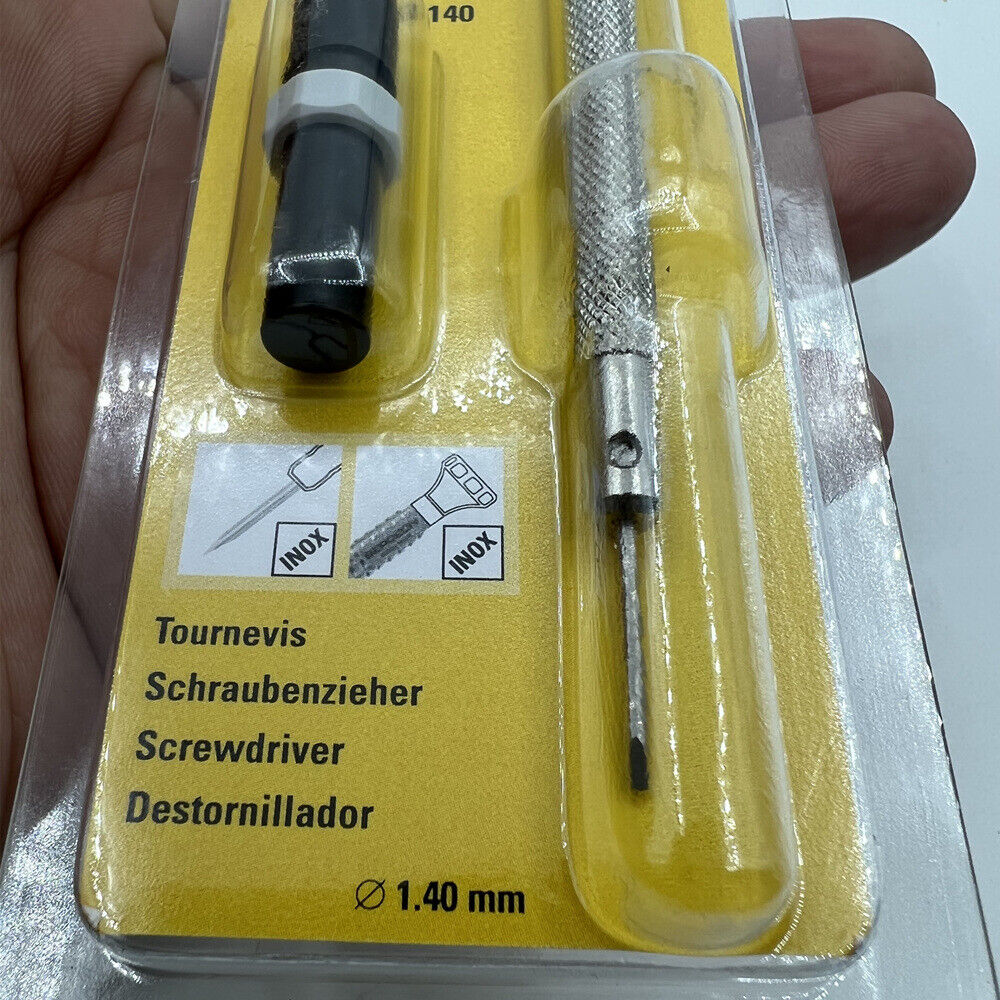 140
INOX
INOX
Tournevis
Schraubenzieher
Screwdriver
Destornillador
Ø 1.40 mm